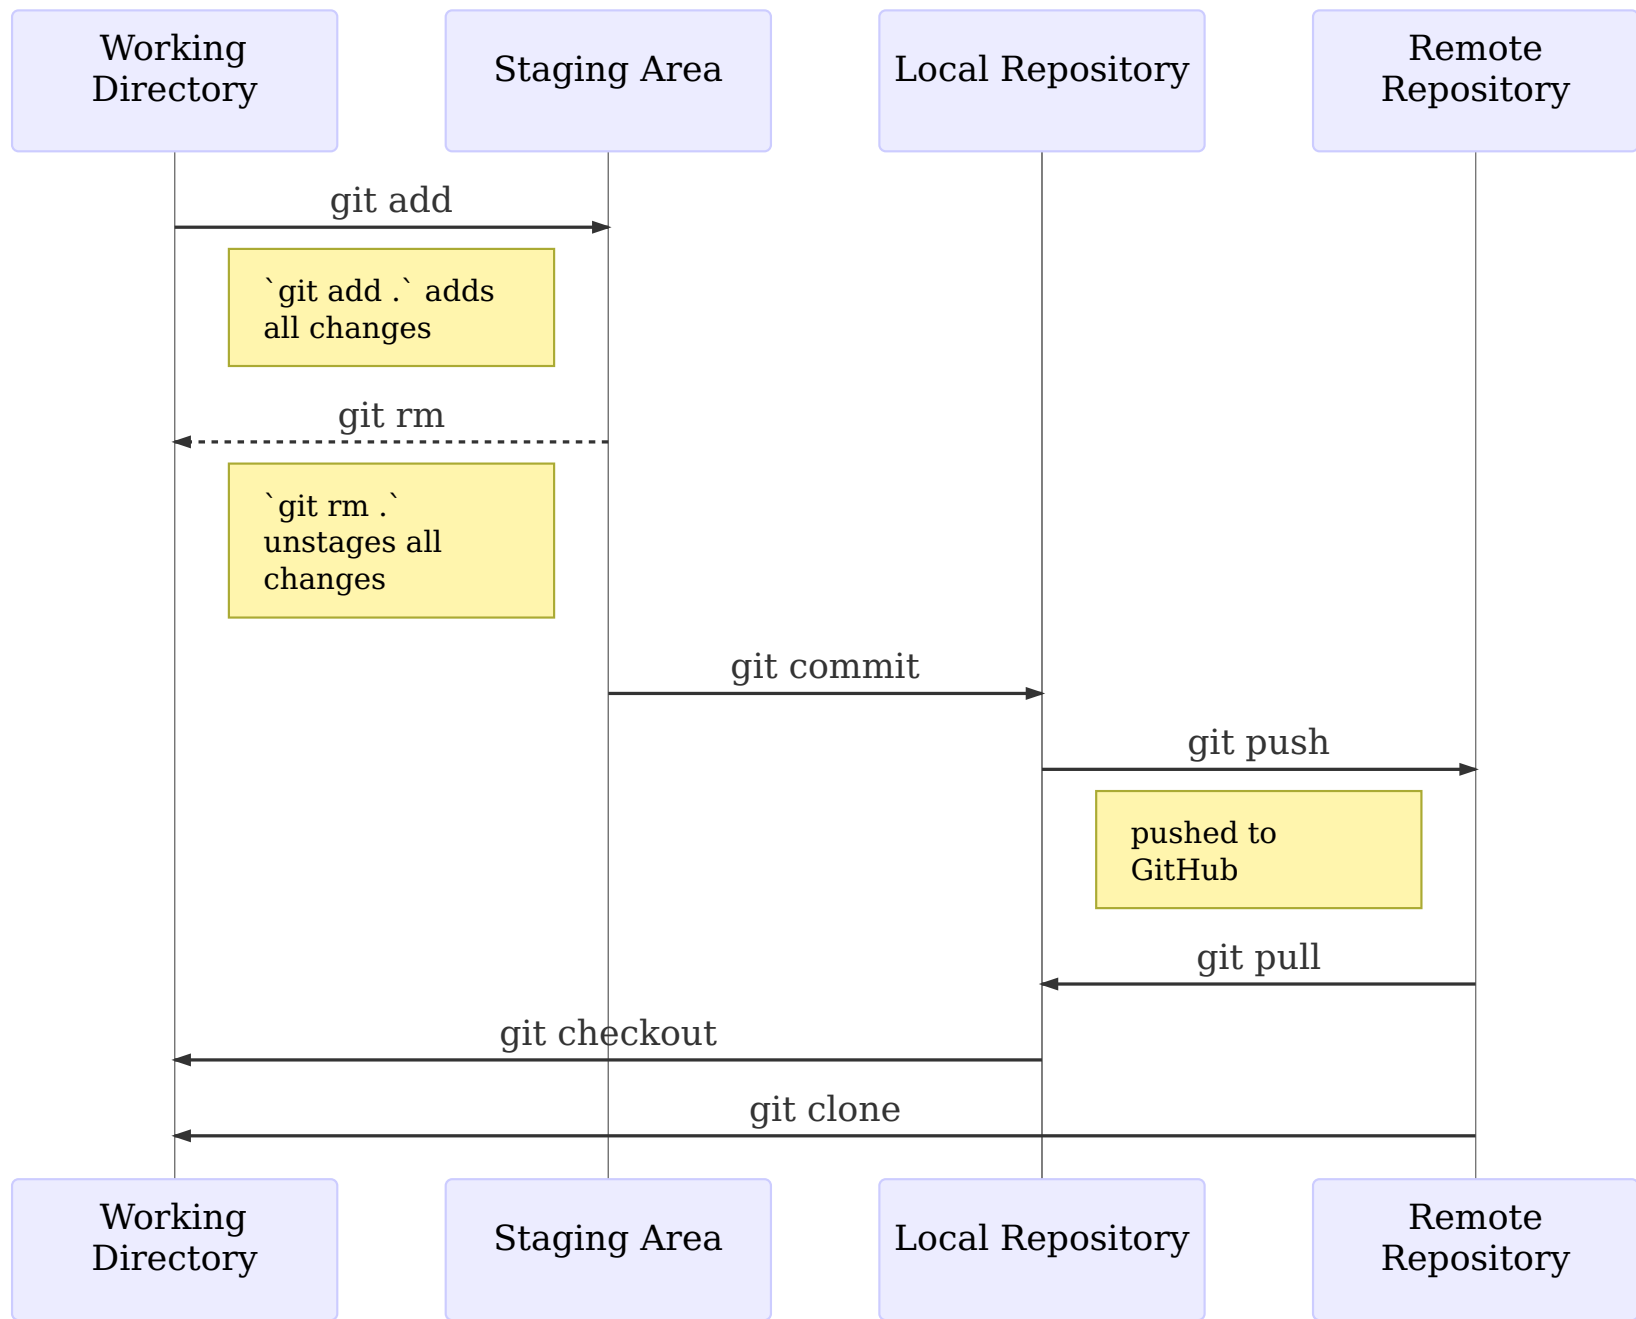 Working
Directory
Staging Area
Local Repository
Remote
Repository
git add
`git add .` adds
all changes
git rm
`git rm .`
unstages all
changes
git commit
git push
pushed to
GitHub
git pull
git checkout
git clone
Working
Directory
Staging Area
Local Repository
Remote
Repository